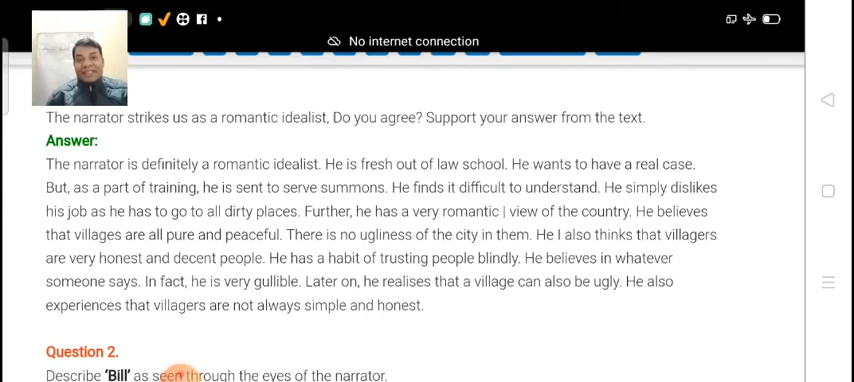 No internet connection
The narrator strikes us as a romantic idealist, Do you agree? Support your answer from the text.
Answer:
The narrator is definitely a romantic idealist. He is fresh out of law school. He wants to have a real case.
But, as a part of training, he is sent to serve summons. He finds it difficult to understand. He simply dislikes
his job as he has to go to all dirty places. Further, he has a very romantic | view of the country. He believes
that villages are all pure and peaceful. There is no ugliness of the city in them. He I also thinks that villagers
are very honest and decent people. He has a habit of trusting people blindly. He believes in whatever
someone says. In fact, he is very gullible. Later on, he realises that a village can also be ugly. He also
experiences that villagers are not always simple and honest.
Question 2.
Describe ‘Bill’ as seen through the eyes of the narrator.